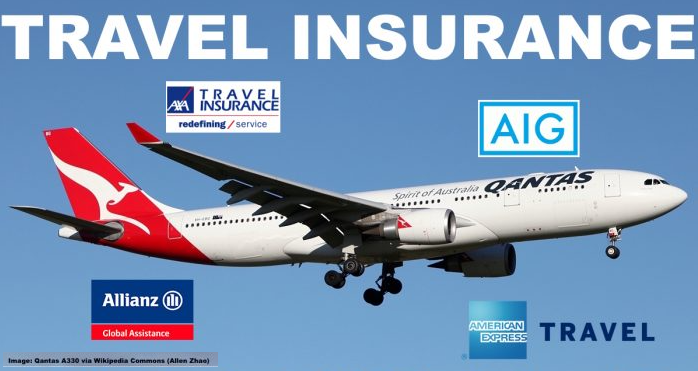 TRAVEL INSURANCE
AXA
TRAVEL
INSURANCE
redefining / service
AIG
Spirit of Australia QANTAS
Allianz
Global Assistance
AMERICAN
EXPRESS
®
TRAVEL
Image: Qantas A330 via Wikipedia Commons (Allen Zhao)